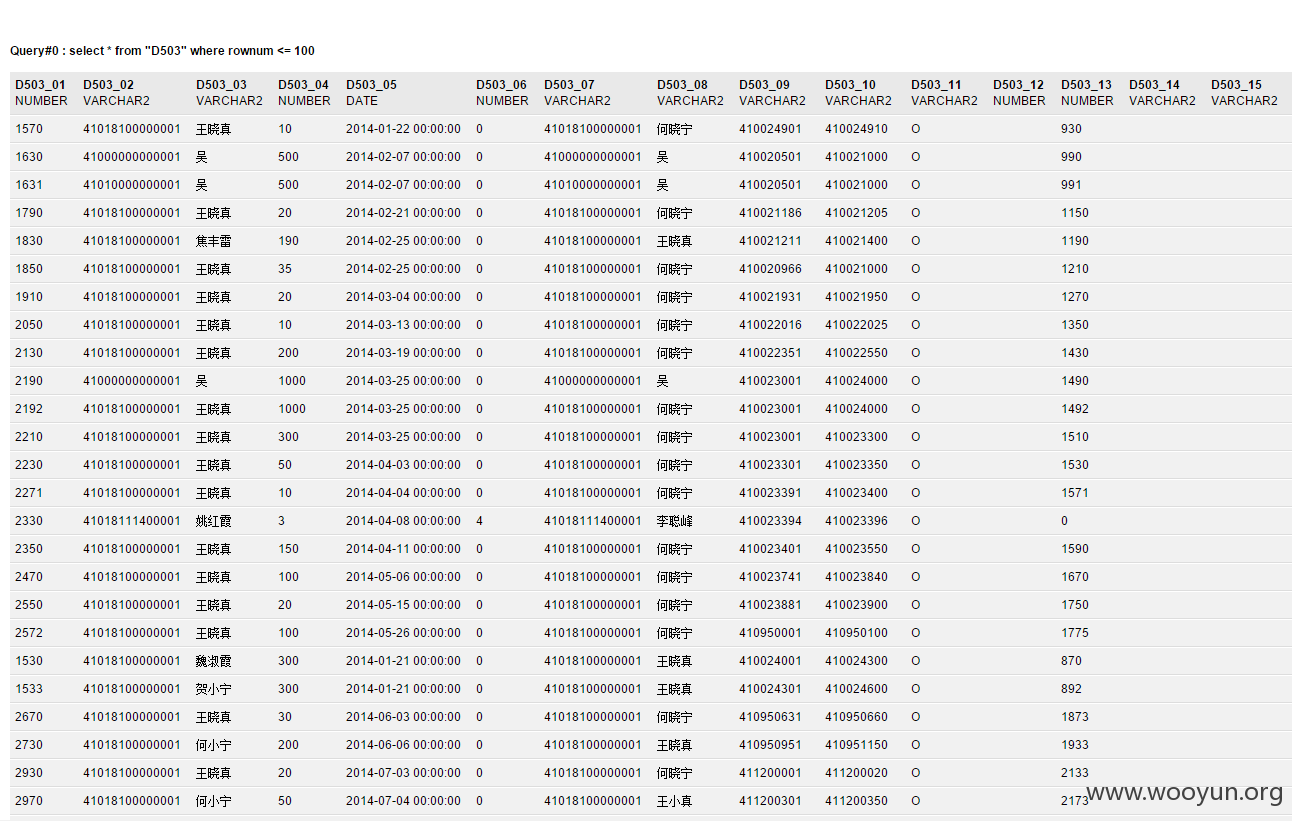 Query#0 : select * from "D503" where rownum <= 100
D503_01 D503_02 D503_03 D503_04 D503_05 D503_06 D503_07 D503_08 D503_09 D503_10 D503_11 D503_12 D503_13 D503_14 D503_15
NUMBER VARCHAR2 VARCHAR2 NUMBER DATE NUMBER VARCHAR2 VARCHAR2 VARCHAR2 VARCHAR2 VARCHAR2 NUMBER NUMBER VARCHAR2 VARCHAR2
1570 41018100000001 王晓真 10 2014-01-22 00:00:00 0 41018100000001 何晓宁 410024901 410024910 O 930
1630 41000000000001 吴 500 2014-02-07 00:00:00 0 41000000000001 吴 410020501 410021000 O 990
1631 41010000000001 吴 500 2014-02-07 00:00:00 0 41010000000001 吴 410020501 410021000 O 991
1790 41018100000001 王晓真 20 2014-02-21 00:00:00 0 41018100000001 何晓宁 410021186 410021205 O 1150
1830 41018100000001 焦丰雷 190 2014-02-25 00:00:00 0 41018100000001 王晓真 410021211 410021400 O 1190
1850 41018100000001 王晓真 35 2014-02-25 00:00:00 0 41018100000001 何晓宁 410020966 410021000 O 1210
1910 41018100000001 王晓真 20 2014-03-04 00:00:00 0 41018100000001 何晓宁 410021931 410021950 O 1270
2050 41018100000001 王晓真 10 2014-03-13 00:00:00 0 41018100000001 何晓宁 410022016 410022025 O 1350
2130 41018100000001 王晓真 200 2014-03-19 00:00:00 0 41018100000001 何晓宁 410022351 410022550 O 1430
2190 41000000000001 吴 1000 2014-03-25 00:00:00 0 41000000000001 吴 410023001 410024000 O 1490
2192 41018100000001 王晓真 1000 2014-03-25 00:00:00 0 41018100000001 何晓宁 410023001 410024000 O 1492
2210 41018100000001 王晓真 300 2014-03-25 00:00:00 0 41018100000001 何晓宁 410023001 410023300 O 1510
2230 41018100000001 王晓真 50 2014-04-03 00:00:00 0 41018100000001 何晓宁 410023301 410023350 O 1530
2271 41018100000001 王晓真 10 2014-04-04 00:00:00 0 41018100000001 何晓宁 410023391 410023400 O 1571
2330 41018111400001 姚红霞 3 2014-04-08 00:00:00 4 41018111400001 李聪峰 410023394 410023396 O 0
2350 41018100000001 王晓真 150 2014-04-11 00:00:00 0 41018100000001 何晓宁 410023401 410023550 O 1590
2470 41018100000001 王晓真 100 2014-05-06 00:00:00 0 41018100000001 何晓宁 410023741 410023840 O 1670
2550 41018100000001 王晓真 20 2014-05-15 00:00:00 0 41018100000001 何晓宁 410023881 410023900 O 1750
2572 41018100000001 王晓真 100 2014-05-26 00:00:00 0 41018100000001 何晓宁 410950001 410950100 O 1775
1530 41018100000001 魏淑霞 300 2014-01-21 00:00:00 0 41018100000001 王晓真 410024001 410024300 O 870
1533 41018100000001 贺小宁 300 2014-01-21 00:00:00 0 41018100000001 王晓真 410024301 410024600 O 892
2670 41018100000001 王晓真 30 2014-06-03 00:00:00 0 41018100000001 何晓宁 410950631 410950660 O 1873
2730 41018100000001 何小宁 200 2014-06-06 00:00:00 0 41018100000001 王晓真 410950951 410951150 O 1933
2930 41018100000001 王晓真 20 2014-07-03 00:00:00 0 41018100000001 何晓宁 411200001 411200020 O 2133
2970 41018100000001 何小宁 50 2014-07-04 00:00:00 0 41018100000001 王小真 411200301 411200350 O 2173
www.wooyun.org